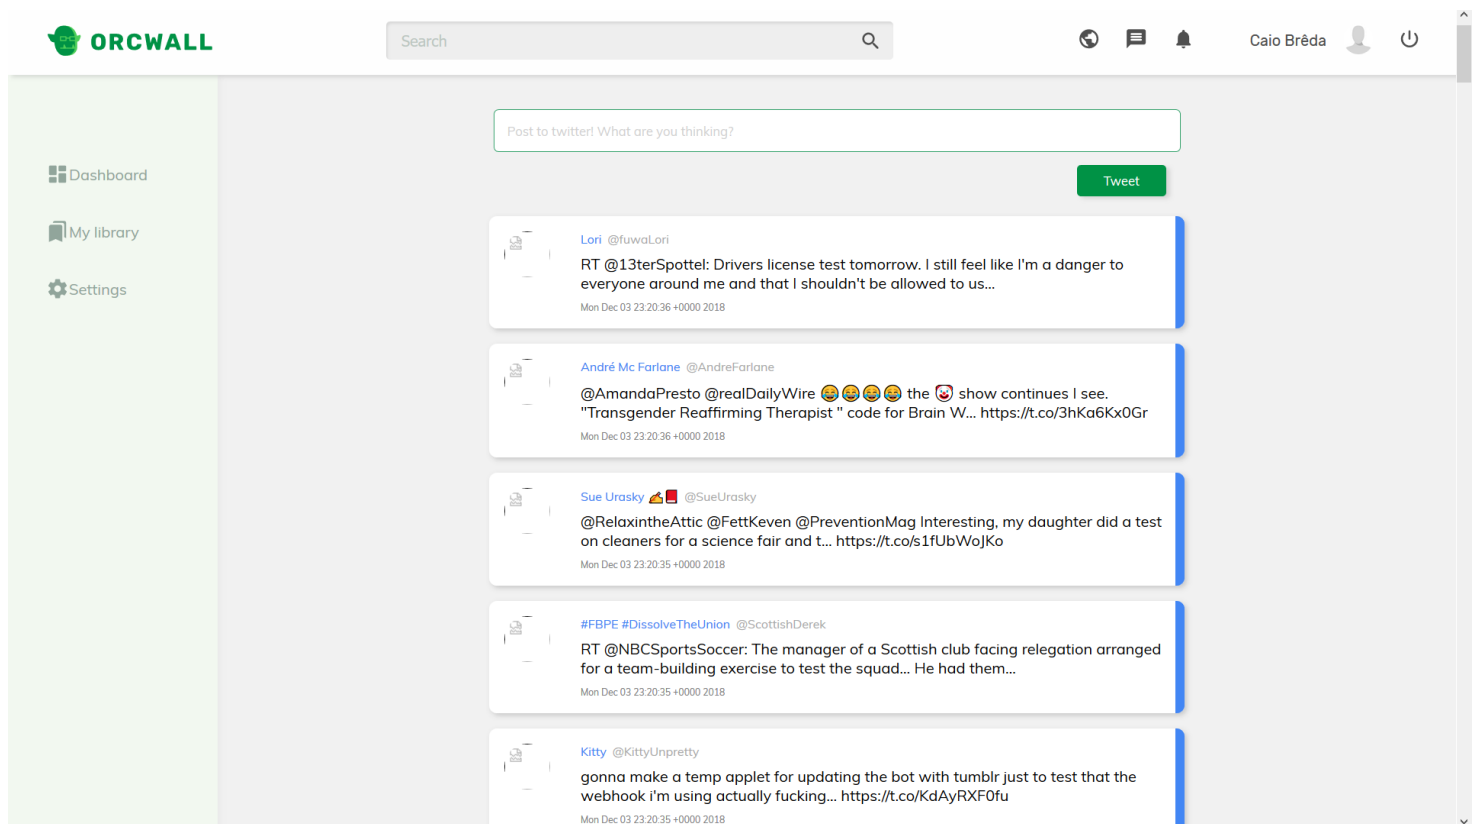 ORCWALL
Search
Caio Brêda
Dashboard
My library
Settings
Post to twitter! What are you thinking?
Tweet
Lori @fuwaLori
RT @13terSpottel: Drivers license test tomorrow. I still feel like I'm a danger to
everyone around me and that I shouldn't be allowed to us...
Mon Dec 03 23:20:36 +0000 2018
André Mc Farlane @AndreFarlane
@AmandaPresto @realDailyWire 😂😂😂😂 the 🤡 show continues I see.
"Transgender Reaffirming Therapist " code for Brain W... https://t.co/3hKa6Kx0Gr
Mon Dec 03 23:20:36 +0000 2018
Sue Urasky ✍️📕 @SueUrasky
@RelaxintheAttic @FettKeven @PreventionMag Interesting, my daughter did a test
on cleaners for a science fair and t... https://t.co/s1fUbWoJKo
Mon Dec 03 23:20:35 +0000 2018
#FBPE #DissolveTheUnion @ScottishDerek
RT @NBCSportsSoccer: The manager of a Scottish club facing relegation arranged
for a team-building exercise to test the squad... He had them...
Mon Dec 03 23:20:35 +0000 2018
Kitty @KittyUnpretty
gonna make a temp applet for updating the bot with tumblr just to test that the
webhook i'm using actually fucking... https://t.co/KdAyRXF0fu
Mon Dec 03 23:20:35 +0000 2018